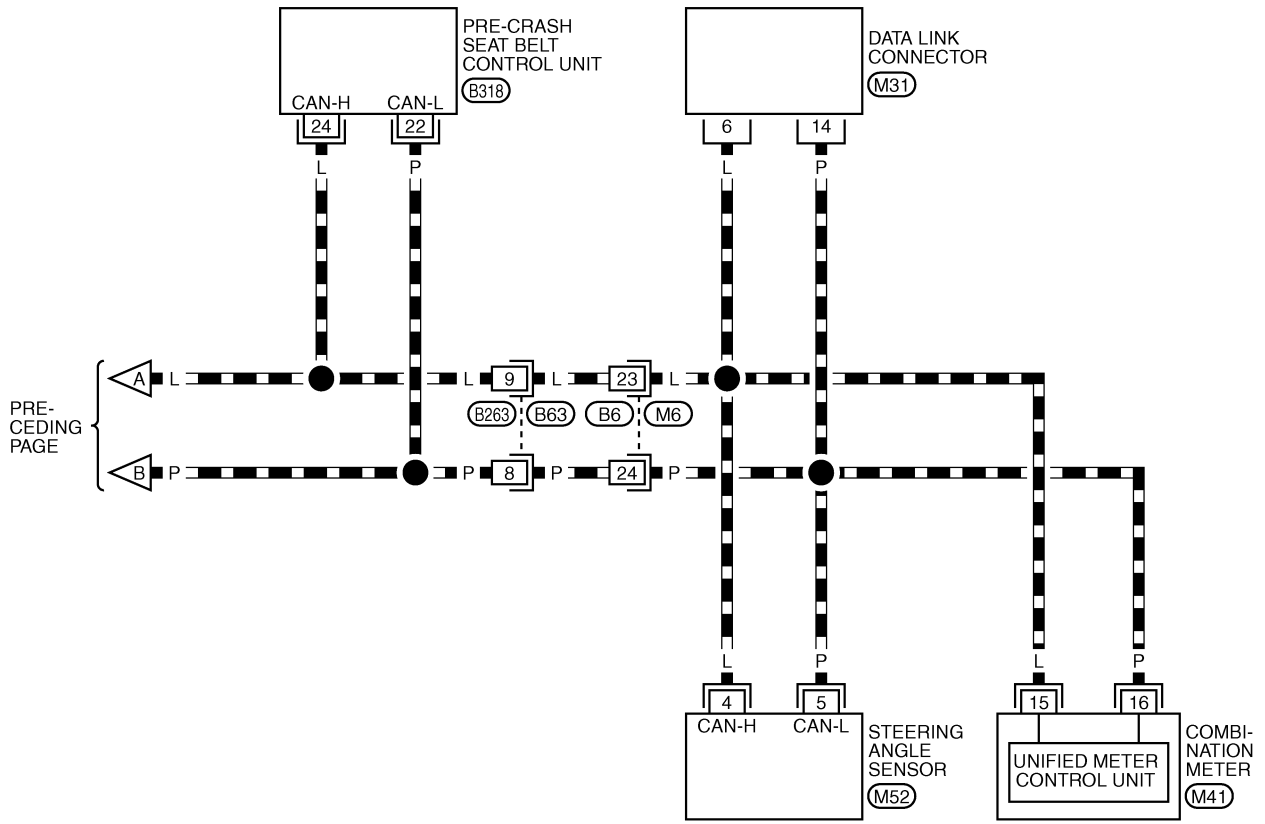 PRE-CRASH
SEAT BELT
CONTROL UNIT
B318
DATA LINK
CONNECTOR
M31
CAN-H CAN-L
24 22
6 14
L P
L P
A L L 9 L 23 L
B263 B63 B6 M6
PRE-
CEDING
PAGE
B P P 8 P 24 P
L P L P
4 5
15 16
CAN-H CAN-L
STEERING
ANGLE
SENSOR
M52
UNIFIED METER
CONTROL UNIT
COMBI-
NATION
METER
M41